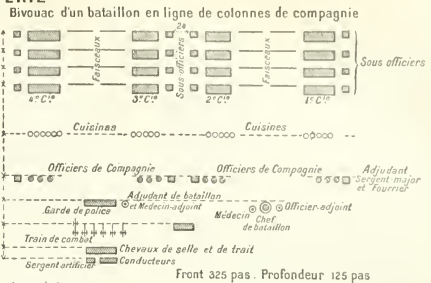 Bivouac d'un bataillon en ligne de colonnes de compagnie
2e
Faisceaux
Sous officiers
Faisceaux
Sous officiers
4e Cie
3e Cie
2e Cie
1e Cie
Cuisines
Cuisines
Officiers de Compagnie
Officiers de Compagnie
Adjudant
Sergent-major
et Fourrier
Adjudant de bataillon
et Médecin-adjoint
Garde de police
Médecin
Chef
de bataillon
Officier-adjoint
Train de combat
Chevaux de selle et de trait
Sergent artificier
Conducteurs
Front 325 pas. Profondeur 125 pas